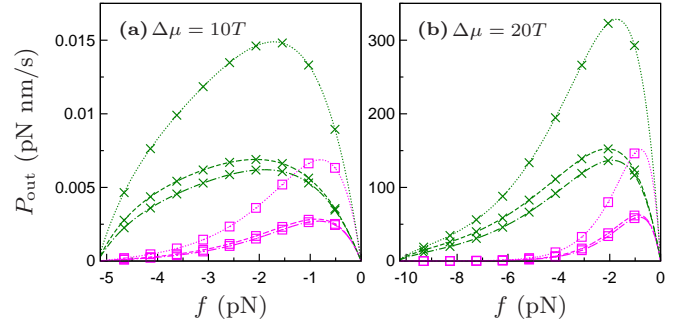 (a) Δμ = 10T
(b) Δμ = 20T
P_out (pN nm/s)
0.015
0.01
0.005
0
300
200
100
0
-5 -4 -3 -2 -1 0
-10 -8 -6 -4 -2 0
f (pN)
f (pN)